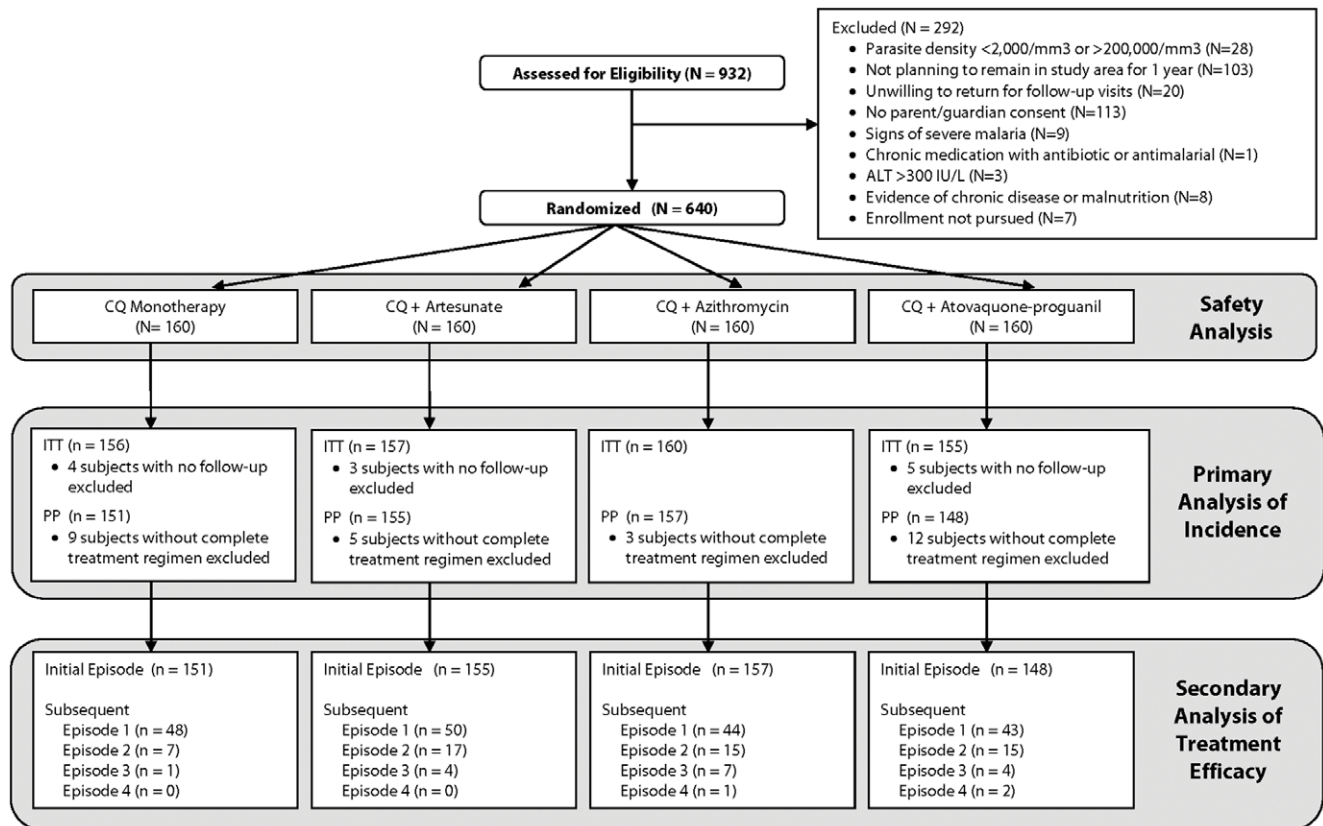 Assessed for Eligibility (N = 932)
Excluded (N = 292)
• Parasite density <2,000/mm3 or >200,000/mm3 (N=28)
• Not planning to remain in study area for 1 year (N=103)
• Unwilling to return for follow-up visits (N=20)
• No parent/guardian consent (N=113)
• Signs of severe malaria (N=9)
• Chronic medication with antibiotic or antimalarial (N=1)
• ALT >300 IU/L (N=3)
• Evidence of chronic disease or malnutrition (N=8)
• Enrollment not pursued (N=7)
Randomized (N = 640)
CQ Monotherapy
(N= 160)
CQ + Artesunate
(N = 160)
CQ + Azithromycin
(N = 160)
CQ + Atovaquone-proguanil
(N = 160)
Safety
Analysis
ITT (n = 156)
• 4 subjects with no follow-up
excluded
PP (n = 151)
• 9 subjects without complete
treatment regimen excluded
ITT (n = 157)
• 3 subjects with no follow-up
excluded
PP (n = 155)
• 5 subjects without complete
treatment regimen excluded
ITT (n = 160)
PP (n = 157)
• 3 subjects without complete
treatment regimen excluded
ITT (n = 155)
• 5 subjects with no follow-up
excluded
PP (n = 148)
• 12 subjects without complete
treatment regimen excluded
Primary
Analysis of
Incidence
Initial Episode (n = 151)
Subsequent
Episode 1 (n = 48)
Episode 2 (n = 7)
Episode 3 (n = 1)
Episode 4 (n = 0)
Initial Episode (n = 155)
Subsequent
Episode 1 (n = 50)
Episode 2 (n = 17)
Episode 3 (n = 4)
Episode 4 (n = 0)
Initial Episode (n = 157)
Subsequent
Episode 1 (n = 44)
Episode 2 (n = 15)
Episode 3 (n = 7)
Episode 4 (n = 1)
Initial Episode (n = 148)
Subsequent
Episode 1 (n = 43)
Episode 2 (n = 15)
Episode 3 (n = 4)
Episode 4 (n = 2)
Secondary
Analysis of
Treatment
Efficacy